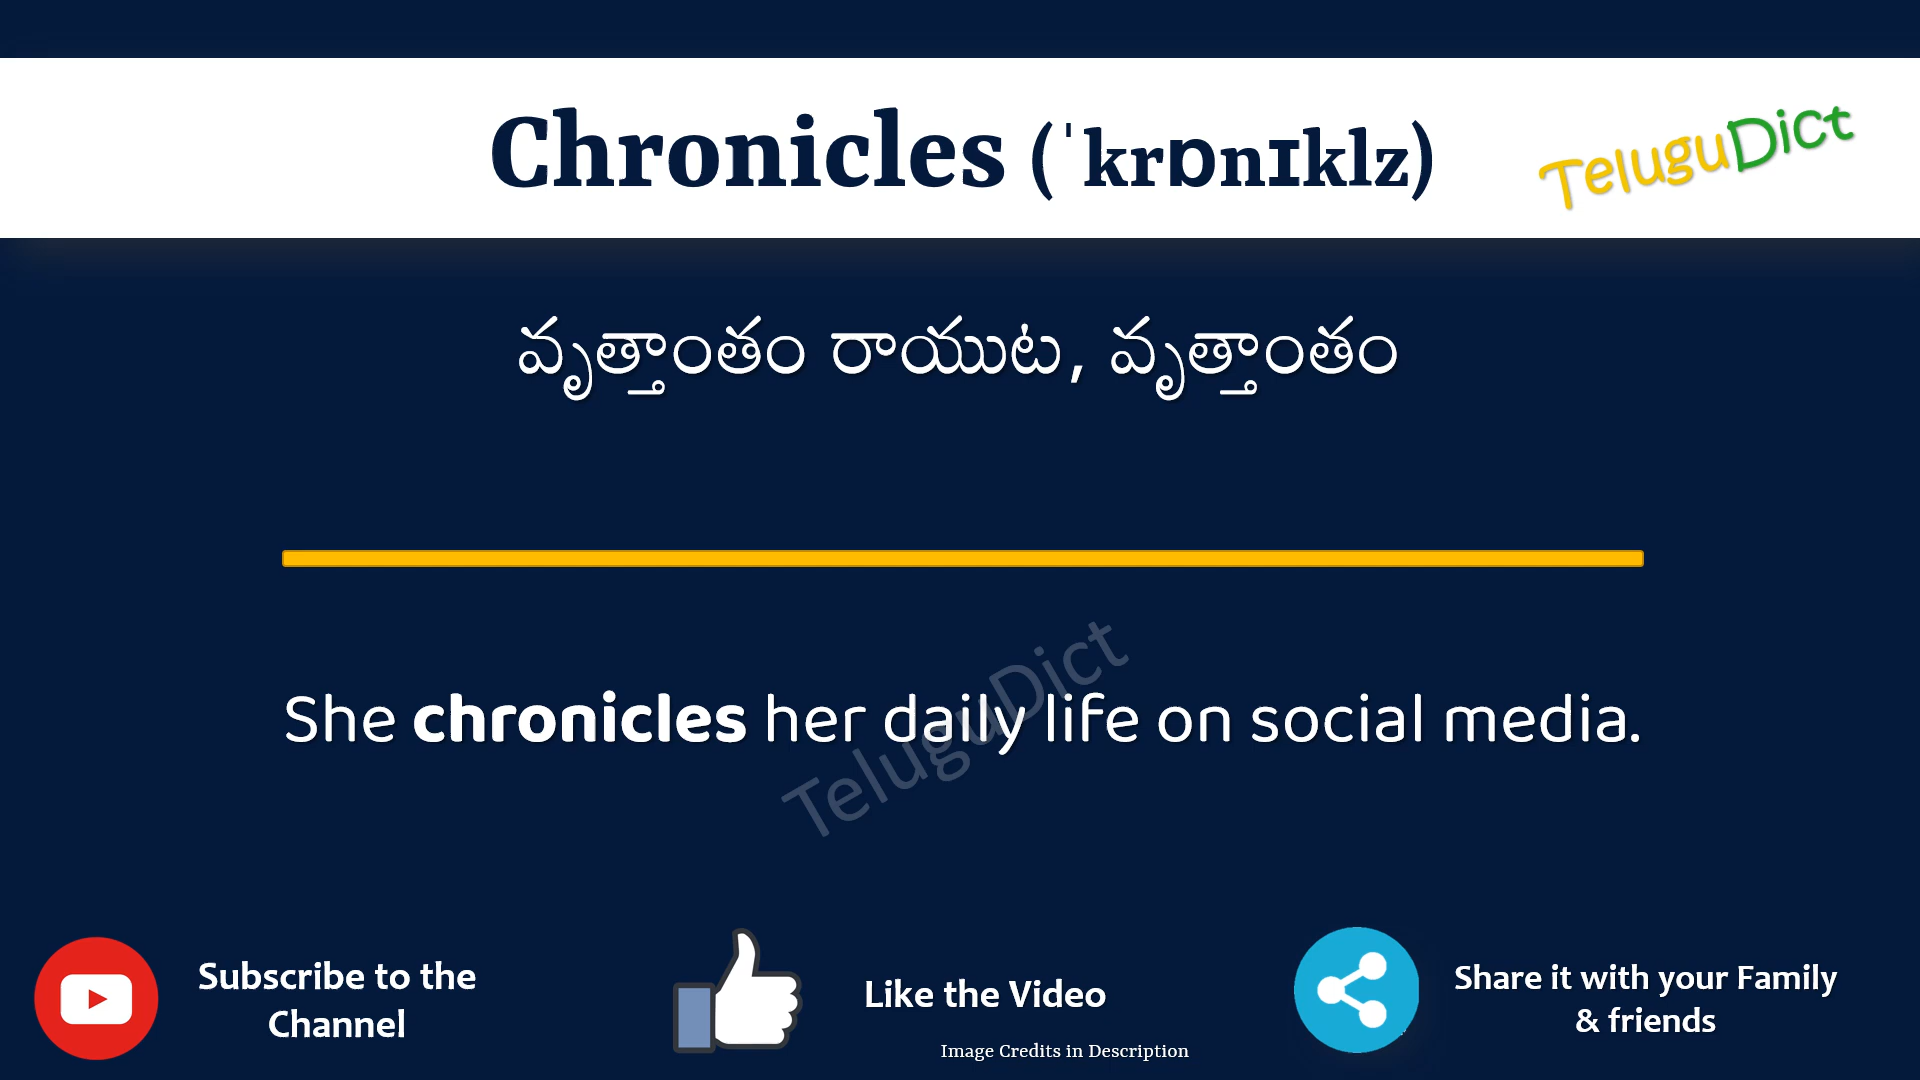 Chronicles (ˈkrɒnɪklz)
TeluguDict
వృత్తాంతం రాయుట, వృత్తాంతం
She chronicles her daily life on social media.
TeluguDict
Subscribe to the
Channel
Like the Video
Share it with your Family
& friends
Image Credits in Description